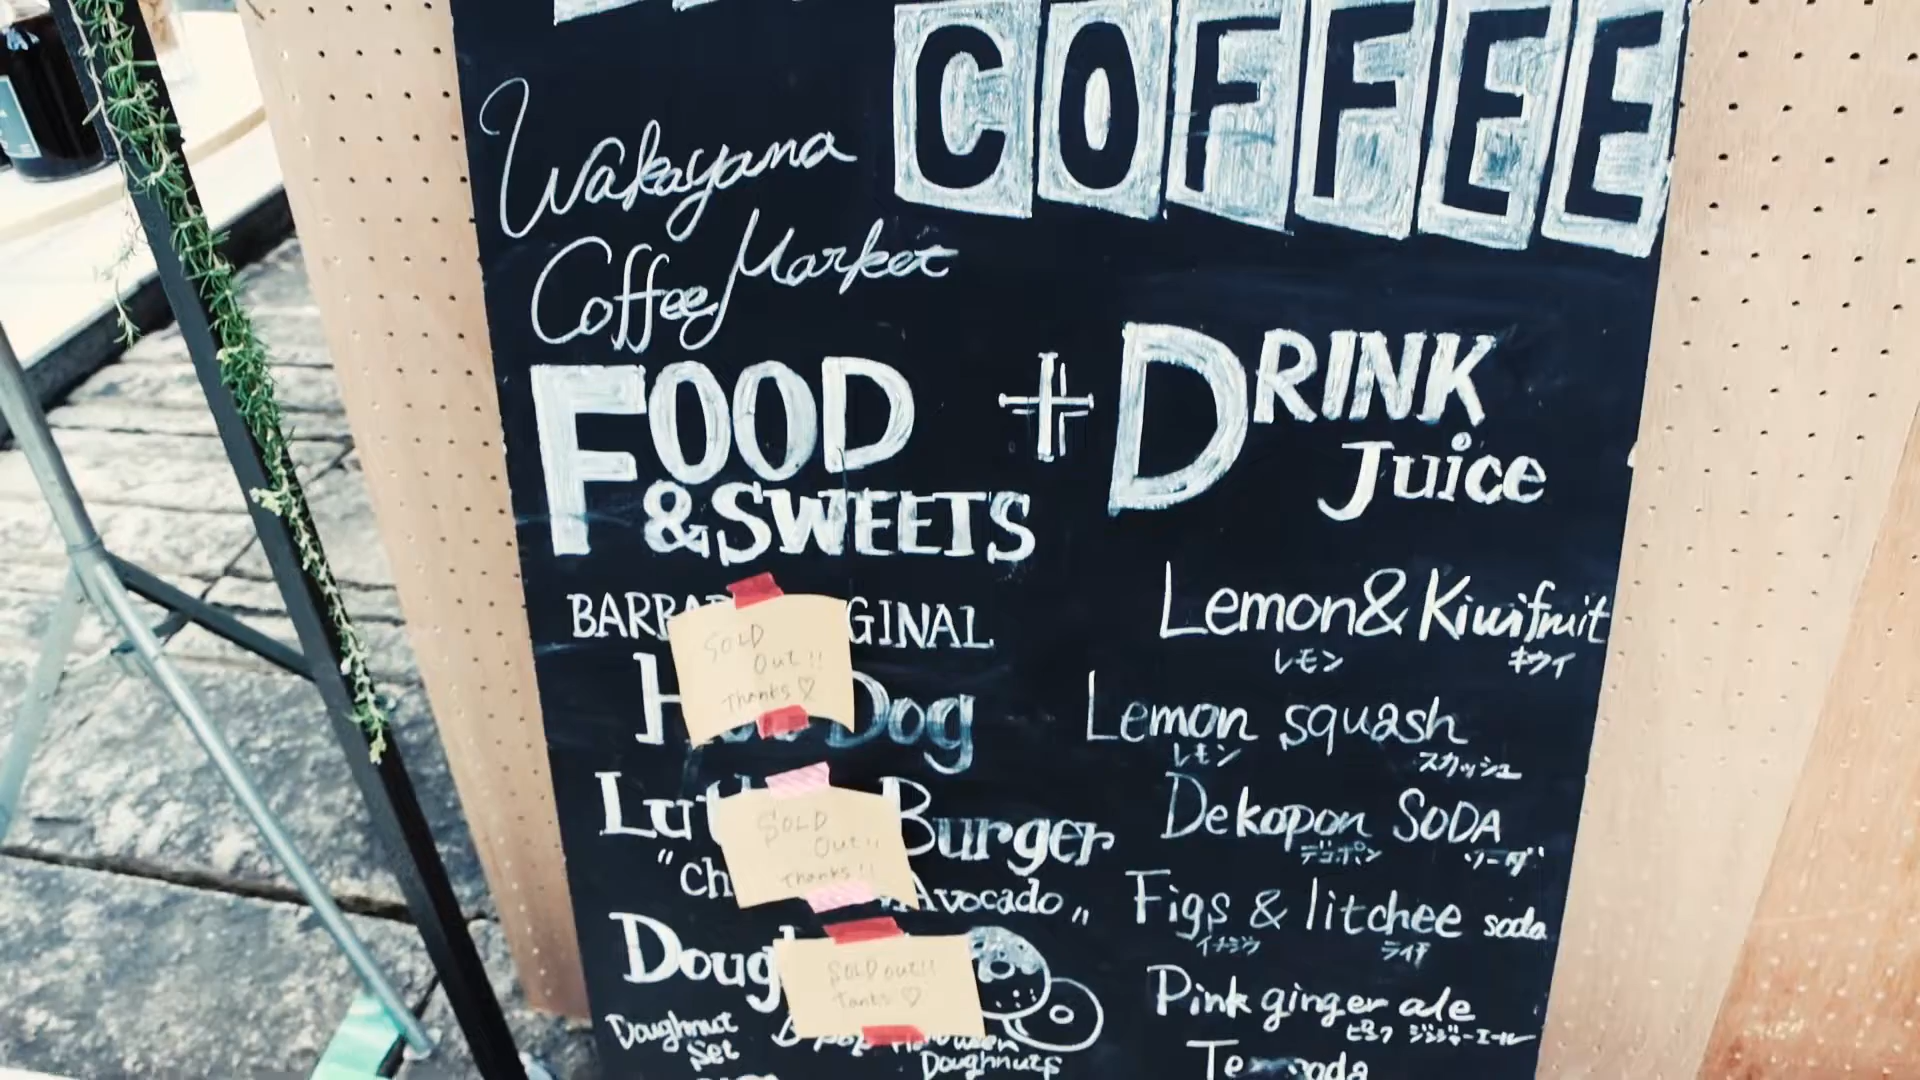 COFFEE
Wakayama
Coffee Market
FOOD
&SWEETS
+
DRINK
Juice
GINAL
SOLD
Out!!
Thanks♡
Dog
SOLD
Out!!
Thanks!!
Burger
Avocado„
SOLD OUT!!
Tanks♡
Doughnut
Set
Doughnuts
Lemon&Kiwifruit
レモン キウイ
Lemon squash
レモン スカッシュ
Dekopon SODA
デコポン ソーダ
Figs & litchee soda
イチジク ライチ
Pink ginger ale
ピンク ジンジャーエール